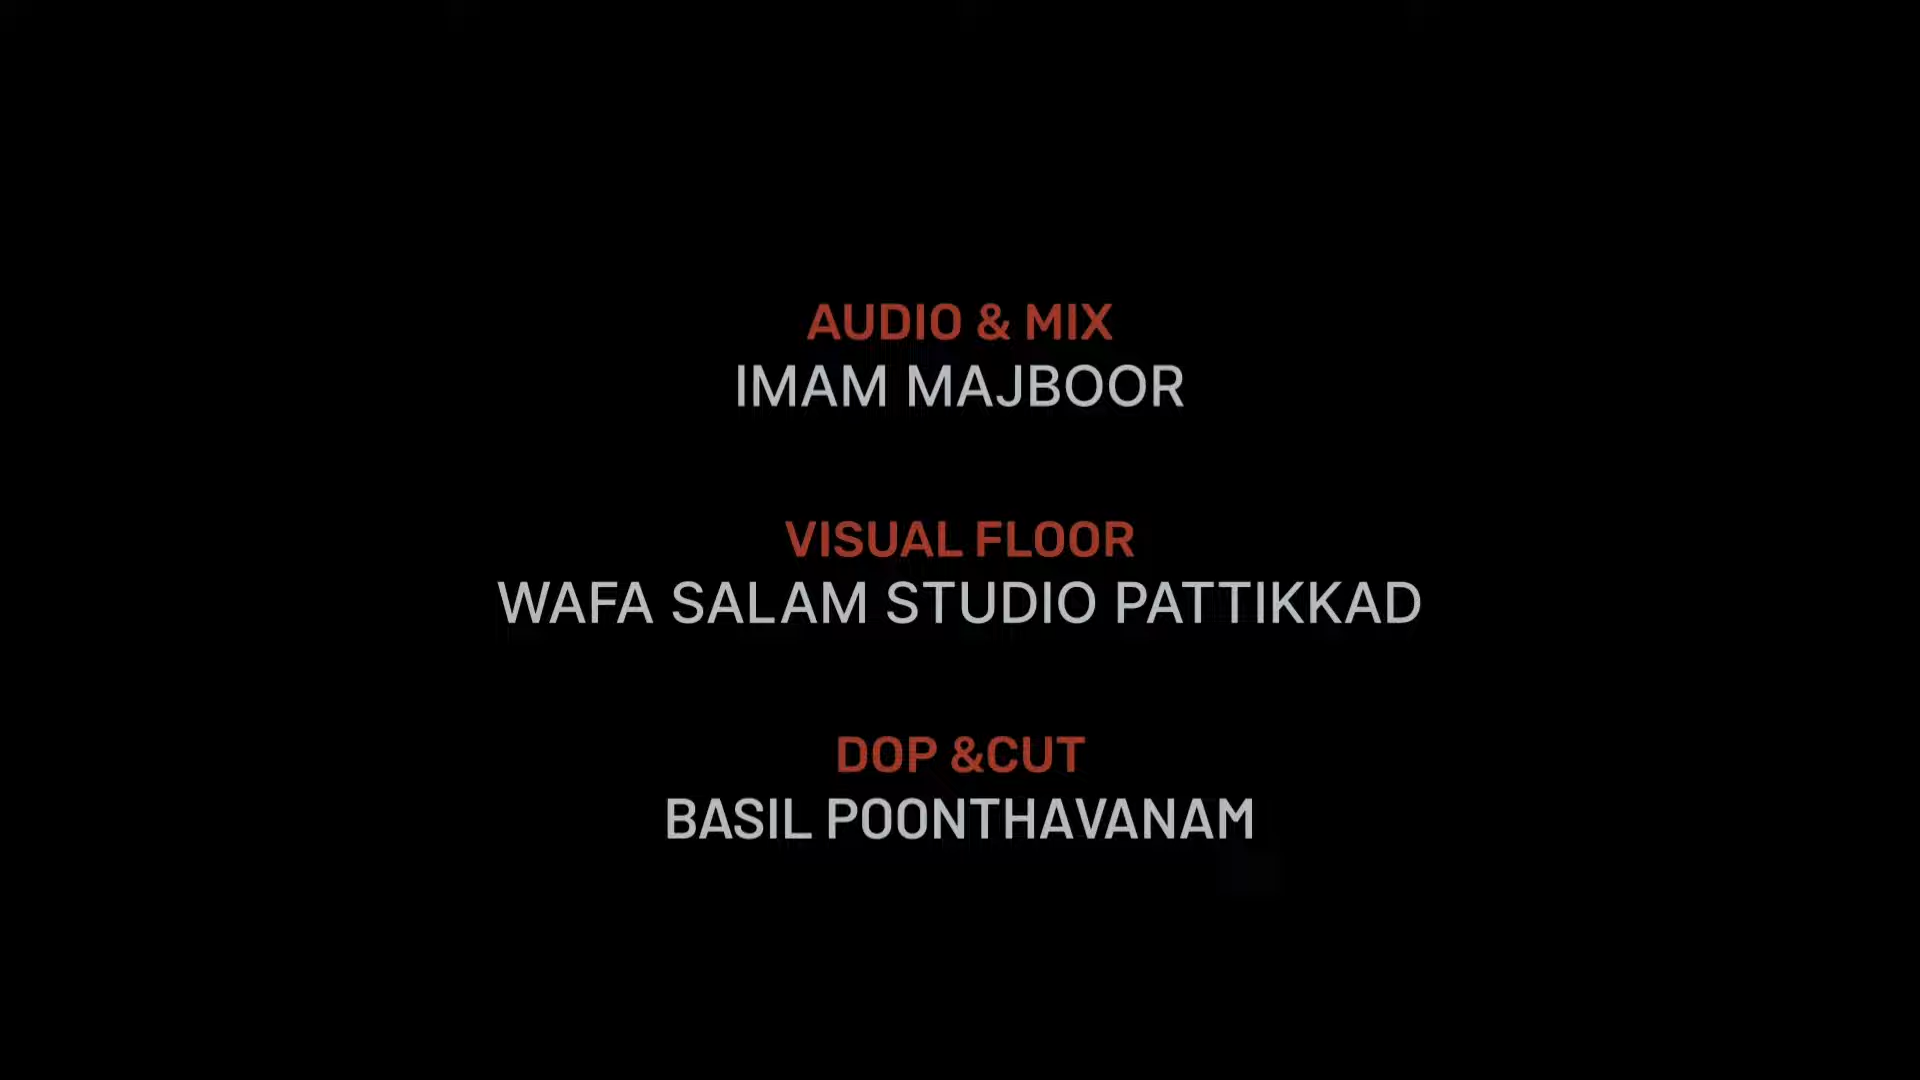 AUDIO & MIX
IMAM MAJBOOR
VISUAL FLOOR
WAFA SALAM STUDIO PATTIKKAD
DOP &CUT
BASIL POONTHAVANAM